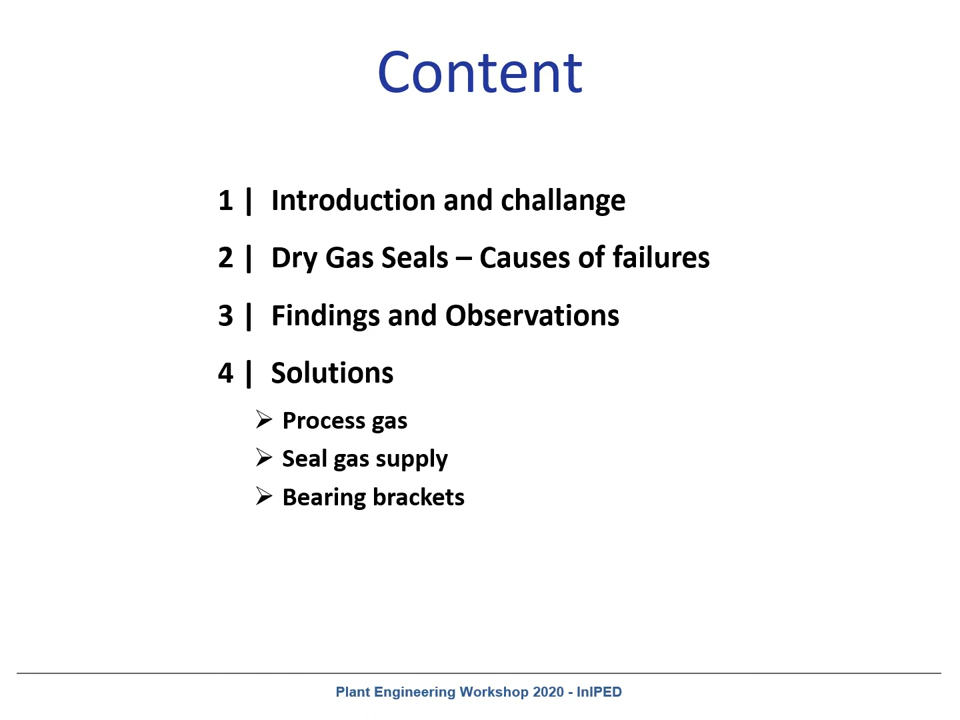 Content
1 | Introduction and challange
2 | Dry Gas Seals – Causes of failures
3 | Findings and Observations
4 | Solutions
➢ Process gas
➢ Seal gas supply
➢ Bearing brackets
Plant Engineering Workshop 2020 - InIPED